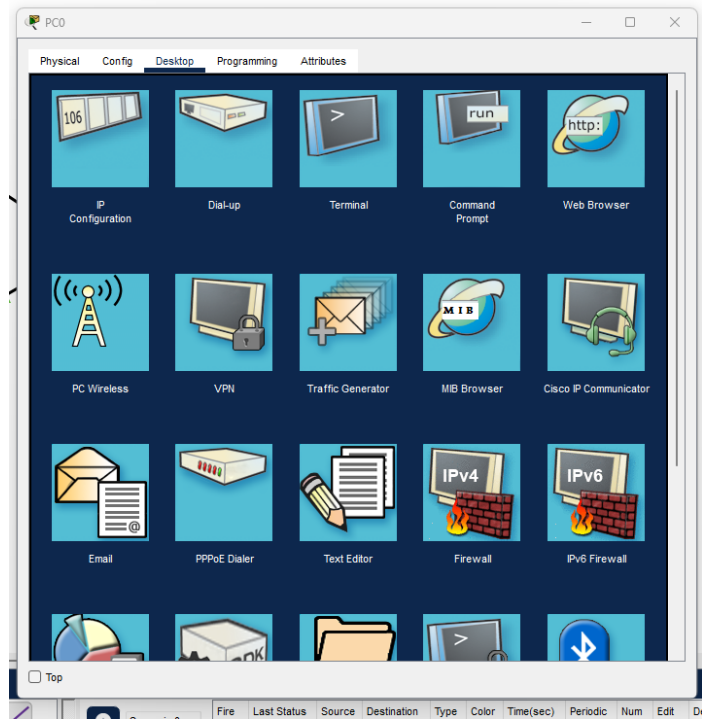 PC0
Physical Config Desktop Programming Attributes
106
>
run
http:
IP
Configuration
Dial-up
Terminal
Command
Prompt
Web Browser
MIB
PC Wireless
VPN
Traffic Generator
MIB Browser
Cisco IP Communicator
@
IPv4
IPv6
Email
PPPoE Dialer
Text Editor
Firewall
IPv6 Firewall
>
Top
Fire Last Status Source Destination Type Color Time(sec) Periodic Num Edit